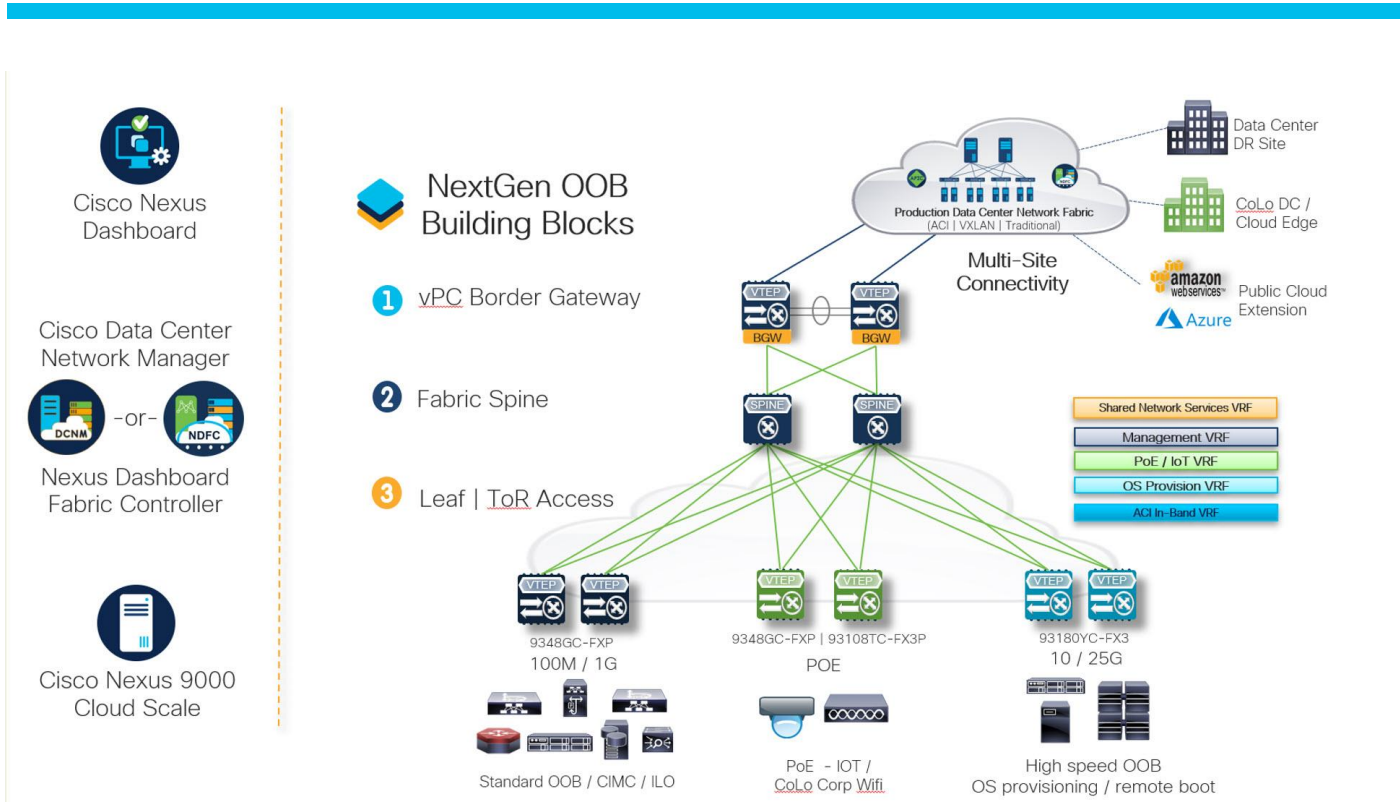 Cisco Nexus
Dashboard
Cisco Data Center
Network Manager
DCNM
-or-
NDFC
Nexus Dashboard
Fabric Controller
Cisco Nexus 9000
Cloud Scale
NextGen OOB
Building Blocks
1 vPC Border Gateway
2 Fabric Spine
3 Leaf | ToR Access
APIC
NDFC
Production Data Center Network Fabric
(ACI | VXLAN | Traditional)
Multi-Site
Connectivity
Data Center
DR Site
CoLo DC /
Cloud Edge
amazon
webservices™
Azure
Public Cloud
Extension
VTEP
BGW
VTEP
BGW
SPINE
SPINE
Shared Network Services VRF
Management VRF
PoE / IoT VRF
OS Provision VRF
ACI In-Band VRF
VTEP
VTEP
VTEP
VTEP
VTEP
VTEP
9348GC-FXP
100M / 1G
Standard OOB / CIMC / ILO
9348GC-FXP | 93108TC-FX3P
POE
PoE - IOT /
CoLo Corp Wifi
93180YC-FX3
10 / 25G
High speed OOB
OS provisioning / remote boot